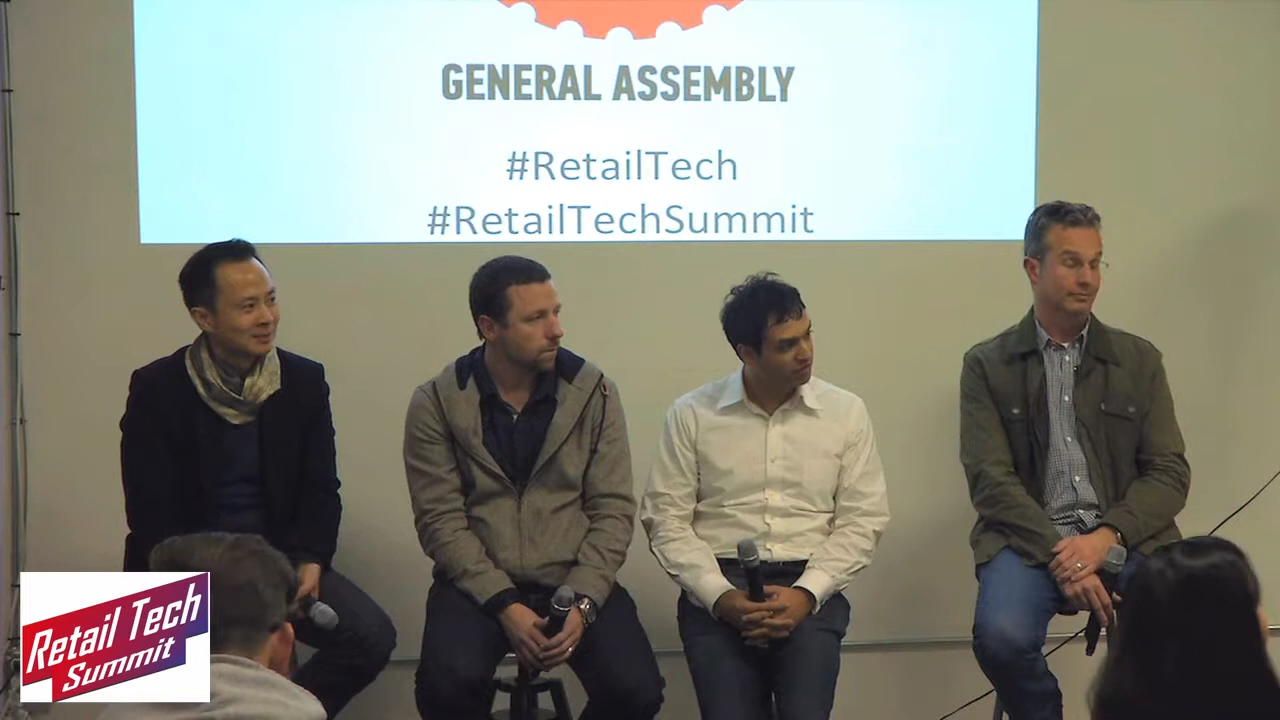 GENERAL ASSEMBLY
#RetailTech
#RetailTechSummit
Retail Tech
Summit